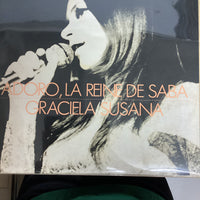 ADORO, LA REINE DE SABA
GRACIELA SUSANA